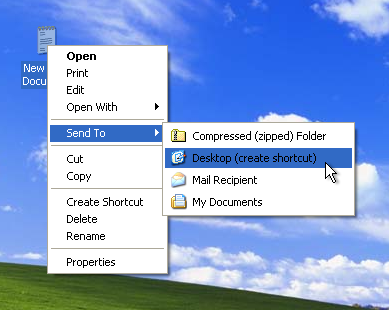 New
Docu
Open
Print
Edit
Open With
Send To
Cut
Copy
Create Shortcut
Delete
Rename
Properties
Compressed (zipped) Folder
Desktop (create shortcut)
Mail Recipient
My Documents